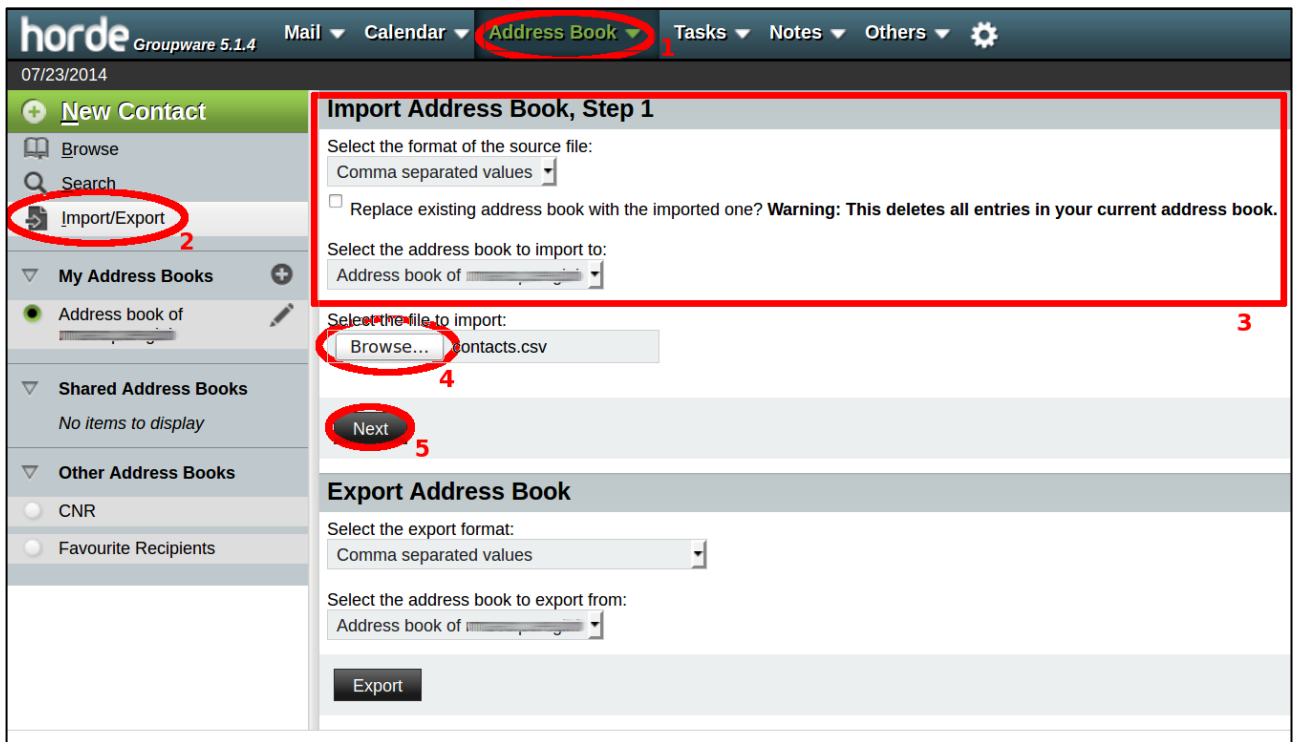 horde Groupware 5.1.4 Mail Calendar Address Book Tasks Notes Others
1
07/23/2014
New Contact
Browse
Search
Import/Export
2
My Address Books
Address book of
Shared Address Books
No items to display
Other Address Books
CNR
Favourite Recipients
Import Address Book, Step 1
Select the format of the source file:
Comma separated values
Replace existing address book with the imported one? Warning: This deletes all entries in your current address book.
Select the address book to import to:
Address book of
3
Select the file to import:
Browse... contacts.csv
4
Next
5
Export Address Book
Select the export format:
Comma separated values
Select the address book to export from:
Address book of
Export